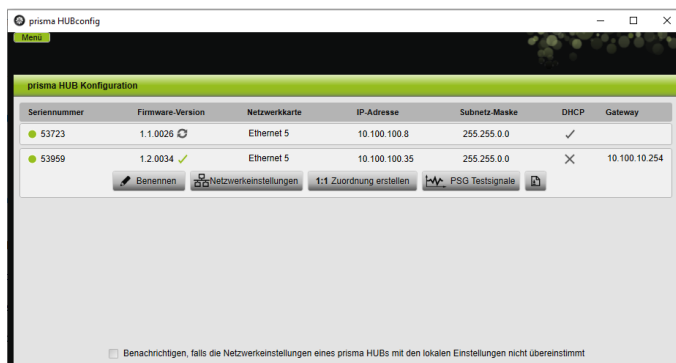 prisma HUBconfig
Menü
prisma HUB Konfiguration
Seriennummer Firmware-Version Netzwerkkarte IP-Adresse Subnetz-Maske DHCP Gateway
53723 1.1.0026 Ethernet 5 10.100.100.8 255.255.0.0
53959 1.2.0034 Ethernet 5 10.100.100.35 255.255.0.0 10.100.10.254
Benennen Netzwerkeinstellungen 1:1 Zuordnung erstellen PSG Testsignale
Benachrichtigen, falls die Netzwerkeinstellungen eines prisma HUBs mit den lokalen Einstellungen nicht übereinstimmt